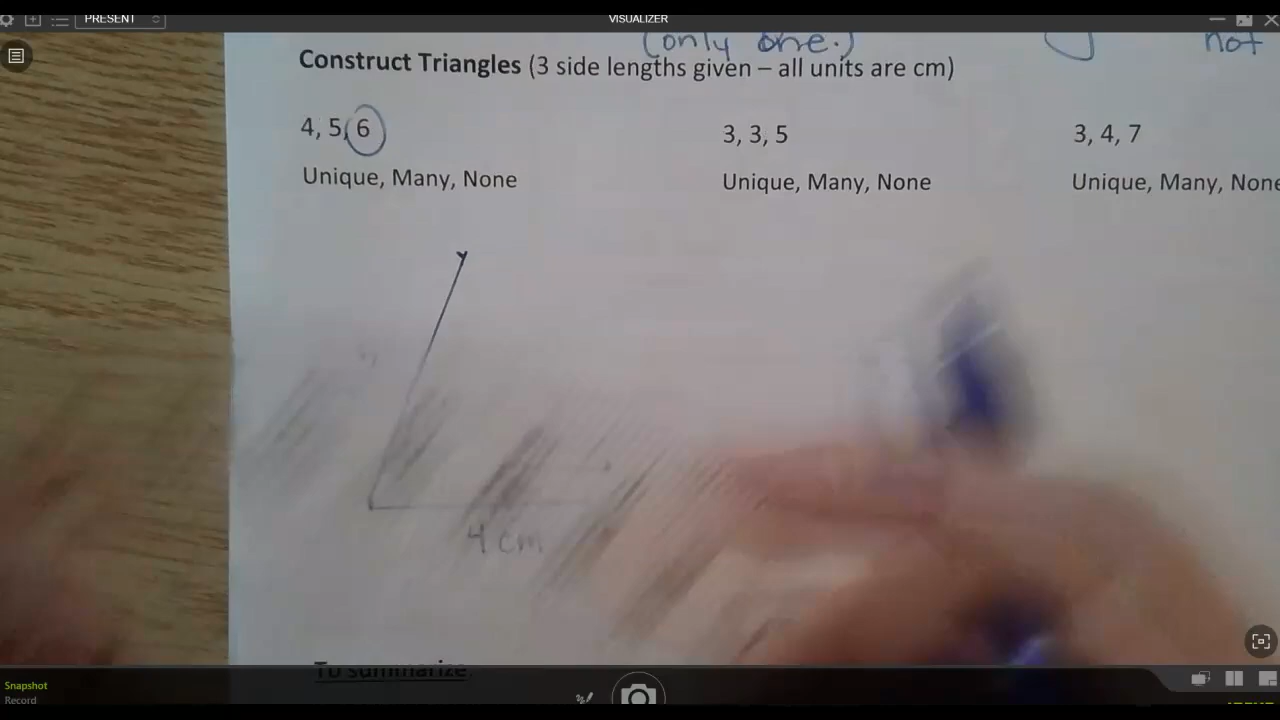 PRESENT
VISUALIZER
(only one.)
not
Construct Triangles (3 side lengths given – all units are cm)
4, 5, 6
3, 3, 5
3, 4, 7
Unique, Many, None
Unique, Many, None
Unique, Many, None
4 cm
To summarize
Snapshot
Record